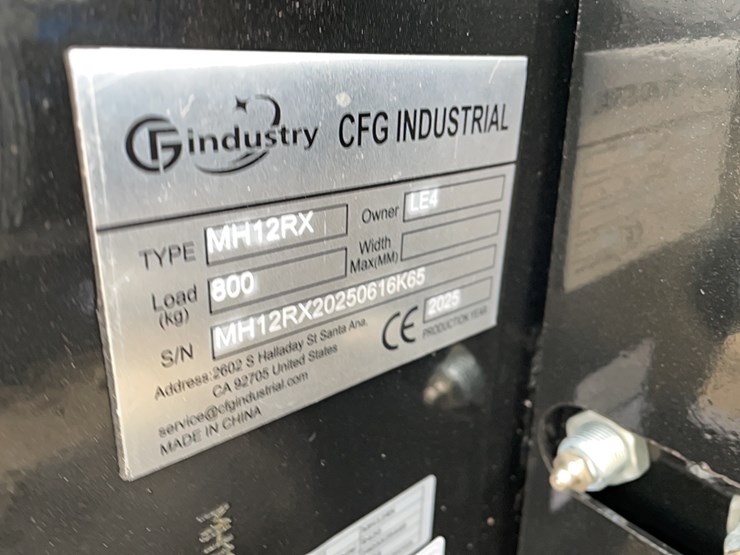 CFindustry CFG INDUSTRIAL
TYPE MH12RX Owner LE4
Load (kg) 800 Width Max(MM)
S/N MH12RX20250616K65
CE 2025 PRODUCTION YEAR
Address:2602 S Halladay St Santa Ana,
CA 92705 United States
service@cfgindustrial.com
MADE IN CHINA